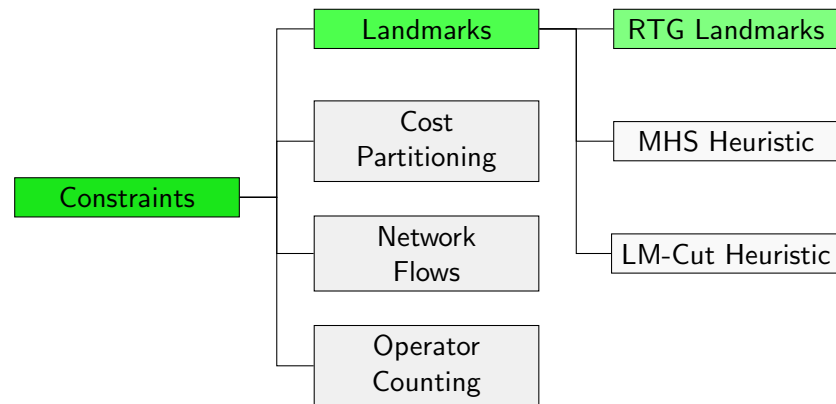 Constraints
Landmarks
Cost
Partitioning
Network
Flows
Operator
Counting
RTG Landmarks
MHS Heuristic
LM-Cut Heuristic